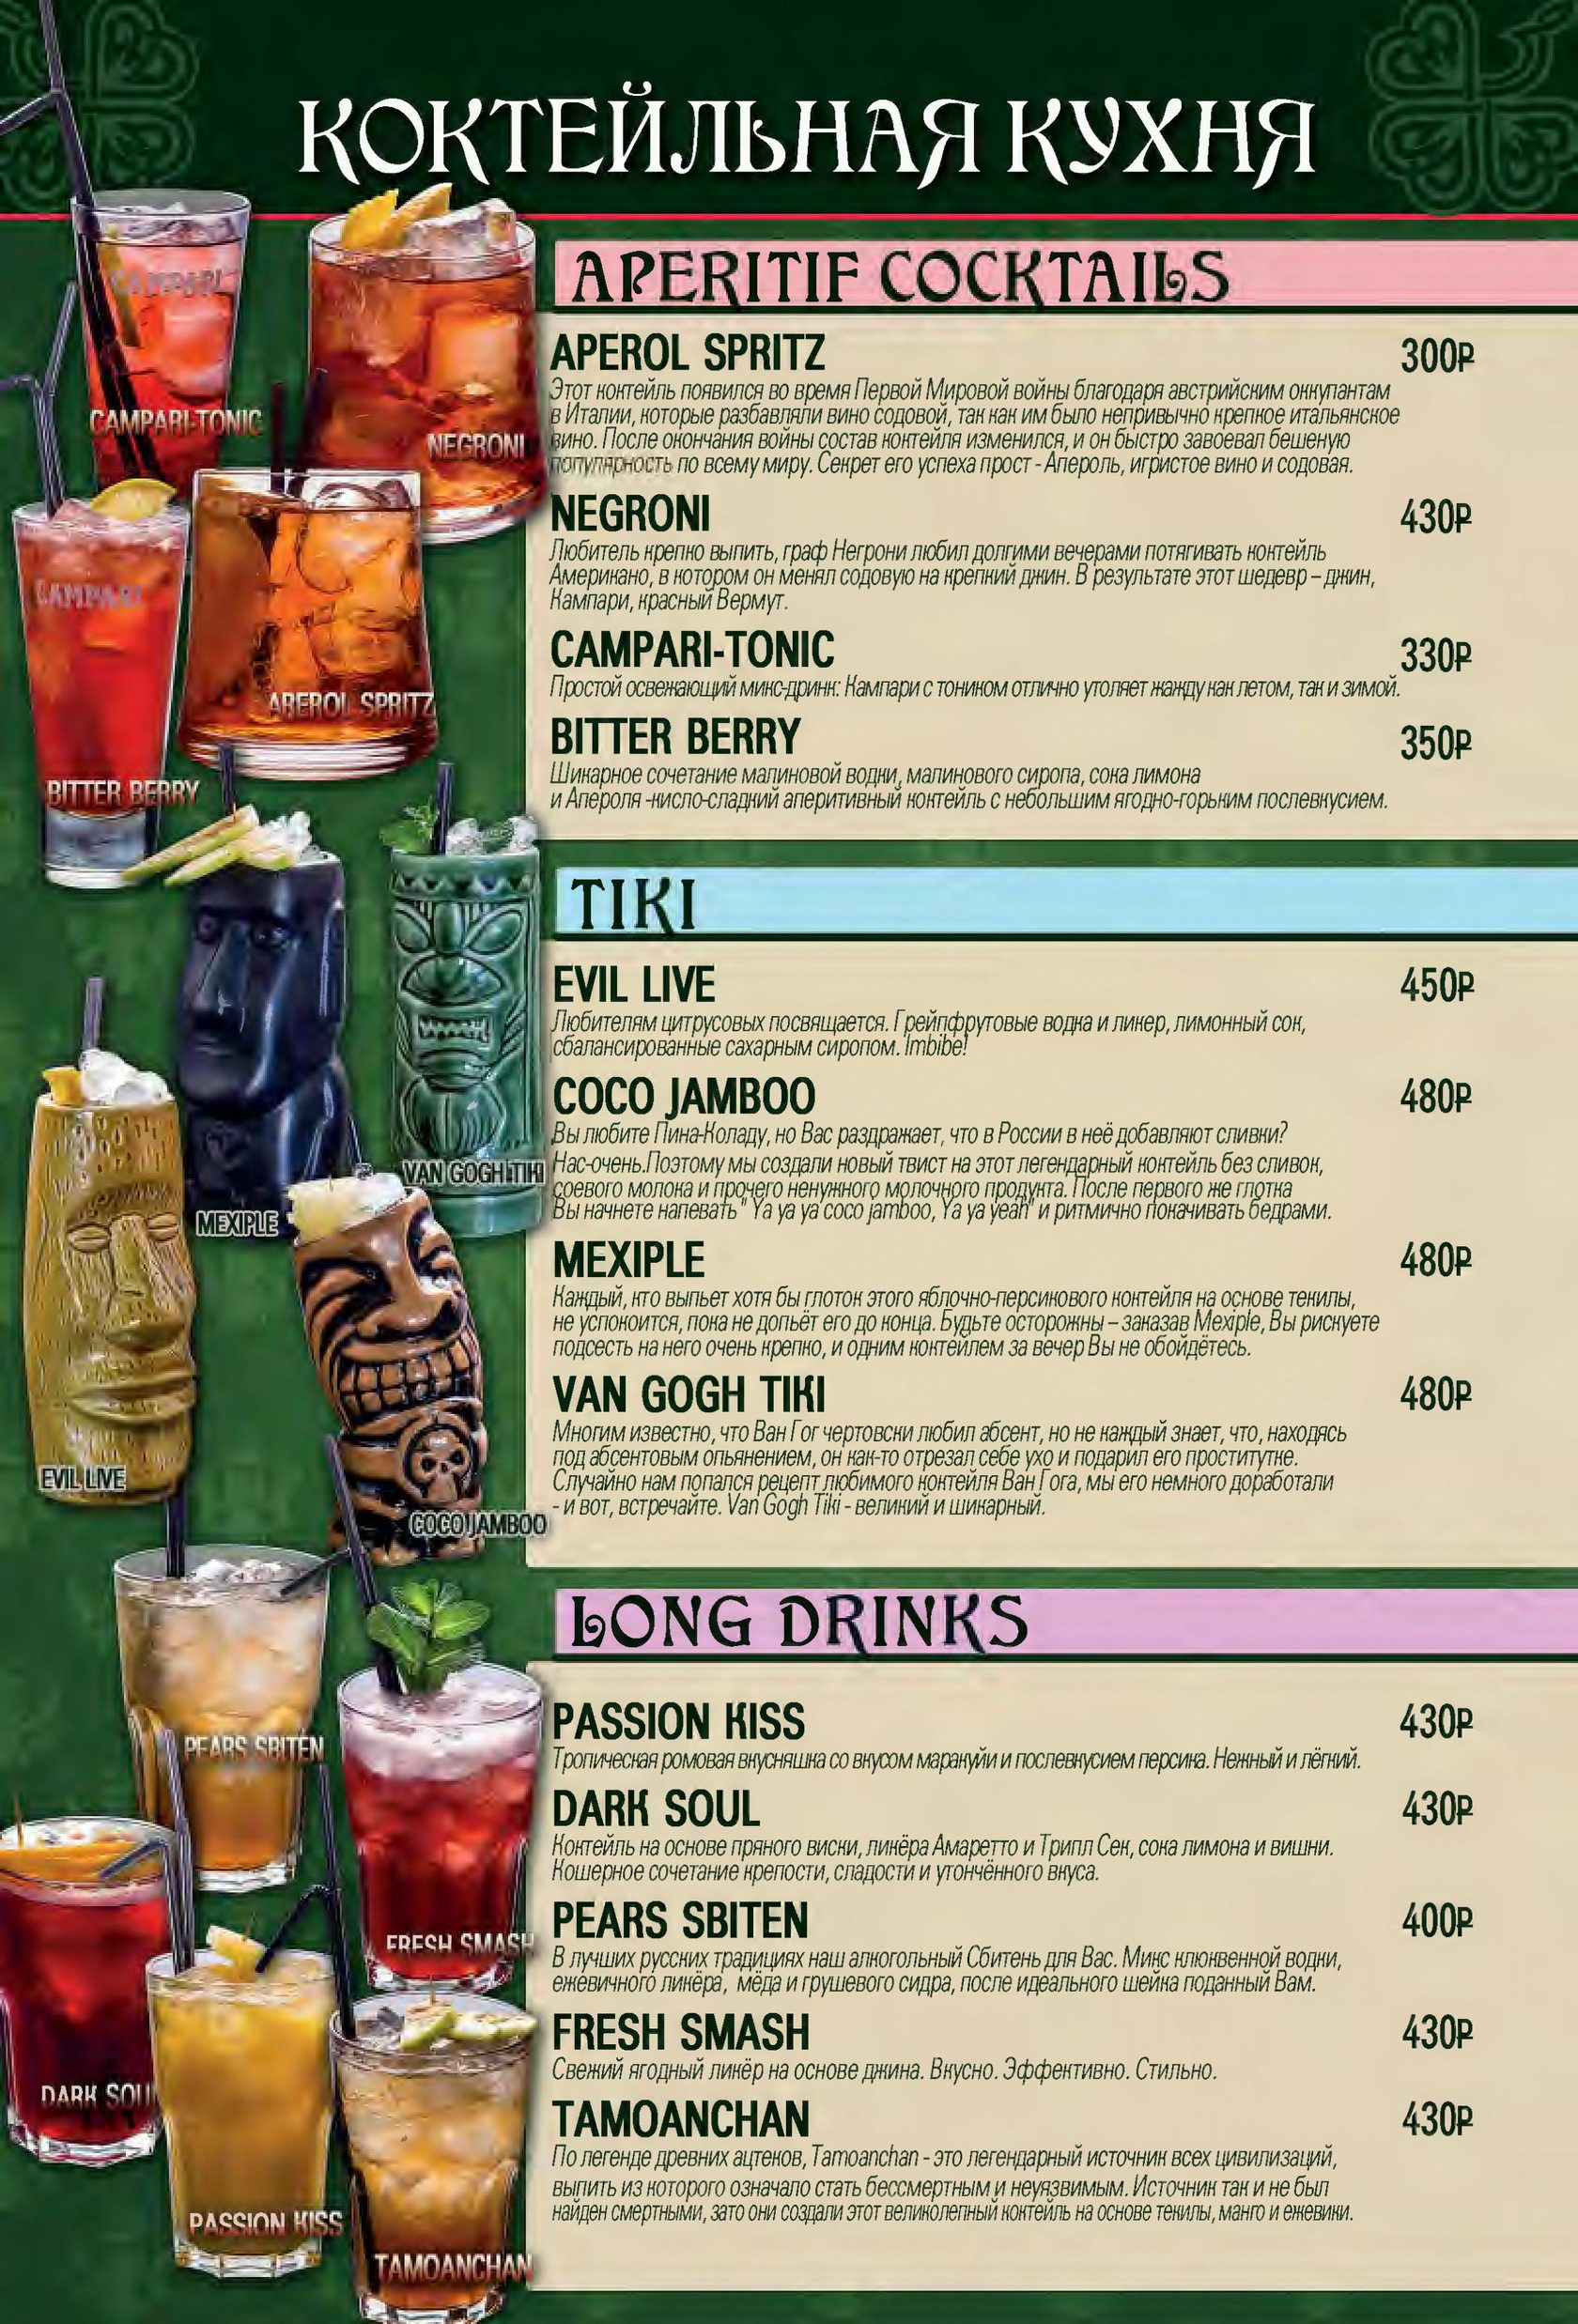 КОКТЕЙЛЬНАЯ КУХНЯ
APERITIF COCKTAILS
APEROL SPRITZ 300₽
Этот коктейль появился во время Первой Мировой войны благодаря австрийским оккупантам
в Италии, которые разбавляли вино содовой, так как им было непривычно крепкое итальянское
вино. После окончания войны состав коктейля изменился, и он быстро завоевал бешеную
популярность по всему миру. Секрет его успеха прост - Апероль, игристое вино и содовая.
NEGRONI 430₽
Любитель крепко выпить, граф Негрони любил долгими вечерами потягивать коктейль
Американо, в котором он менял содовую на крепкий джин. В результате этот шедевр – джин,
Кампари, красный Вермут.
CAMPARI-TONIC 330₽
Простой освежающий микс-дринк: Кампари с тоником отлично утоляет жажду как летом, так и зимой.
BITTER BERRY 350₽
Шикарное сочетание малиновой водки, малинового сиропа, сока лимона
и Апероля -кисло-сладкий аперитивный коктейль с небольшим ягодно-горьким послевкусием.
CAMPARI
CAMPARI-TONIC
NEGRONI
CAMPARI
APEROL SPRITZ
BITTER BERRY
TIKI
EVIL LIVE 450₽
Любителям цитрусовых посвящается. Грейпфрутовые водка и ликер, лимонный сок,
сбалансированные сахарным сиропом. Imbibe!
COCO JAMBOO 480₽
Вы любите Пина-Коладу, но Вас раздражает, что в России в неё добавляют сливки?
Нас-очень.Поэтому мы создали новый твист на этот легендарный коктейль без сливок,
соевого молока и прочего ненужного молочного продукта. После первого же глотка
Вы начнете напевать " Ya ya ya coco jamboo, Ya ya yeah" и ритмично покачивать бедрами.
MEXIPLE 480₽
Каждый, кто выпьет хотя бы глоток этого яблочно-персикового коктейля на основе текилы,
не успокоится, пока не допьёт его до конца. Будьте осторожны – заказав Mexiple, Вы рискуете
подсесть на него очень крепко, и одним коктейлем за вечер Вы не обойдётесь.
VAN GOGH TIKI 480₽
Многим известно, что Ван Гог чертовски любил абсент, но не каждый знает, что, находясь
под абсентовым опьянением, он как-то отрезал себе ухо и подарил его проститутке.
Случайно нам попался рецепт любимого коктейля Ван Гога, мы его немного доработали
- и вот, встречайте. Van Gogh Tiki - великий и шикарный.
VAN GOGH TIKI
MEXIPLE
EVIL LIVE
COCO JAMBOO
LONG DRINKS
PASSION KISS 430₽
Тропическая ромовая вкусняшка со вкусом маракуйи и послевкусием персика. Нежный и лёгкий.
DARK SOUL 430₽
Коктейль на основе пряного виски, ликёра Амаретто и Трипл Сек, сока лимона и вишни.
Кошерное сочетание крепости, сладости и утончённого вкуса.
PEARS SBITEN 400₽
В лучших русских традициях наш алкогольный Сбитень для Вас. Микс клюквенной водки,
ежевичного ликёра, мёда и грушевого сидра, после идеального шейка поданный Вам.
FRESH SMASH 430₽
Свежий ягодный ликёр на основе джина. Вкусно. Эффективно. Стильно.
TAMOANCHAN 430₽
По легенде древних ацтеков, Tamoanchan - это легендарный источник всех цивилизаций,
выпить из которого означало стать бессмертным и неуязвимым. Источник так и не был
найден смертными, зато они создали этот великолепный коктейль на основе текилы, манго и ежевики.
PEARS SBITEN
FRESH SMASH
DARK SOUL
PASSION KISS
TAMOANCHAN